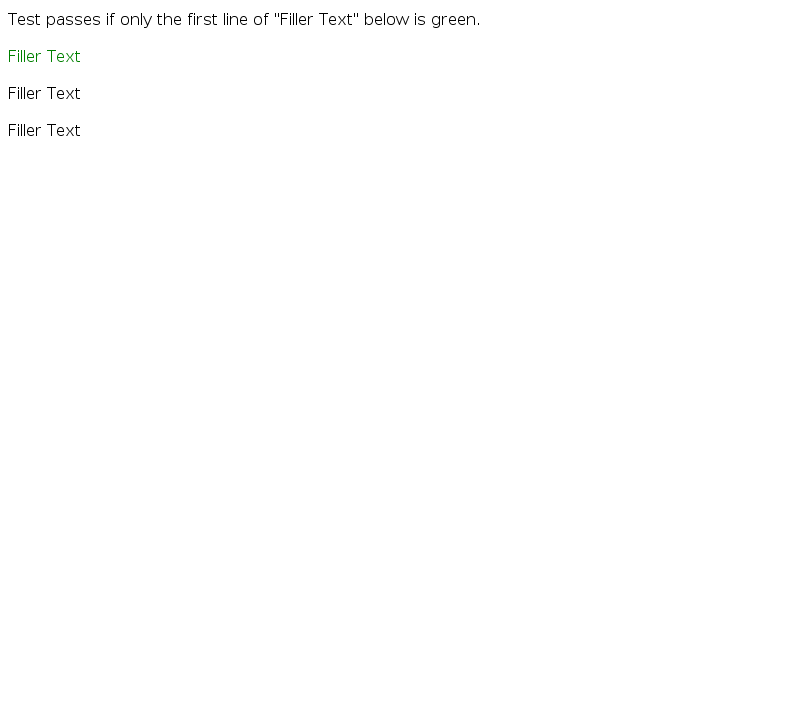 Test passes if only the first line of "Filler Text" below is green.
Filler Text
Filler Text
Filler Text